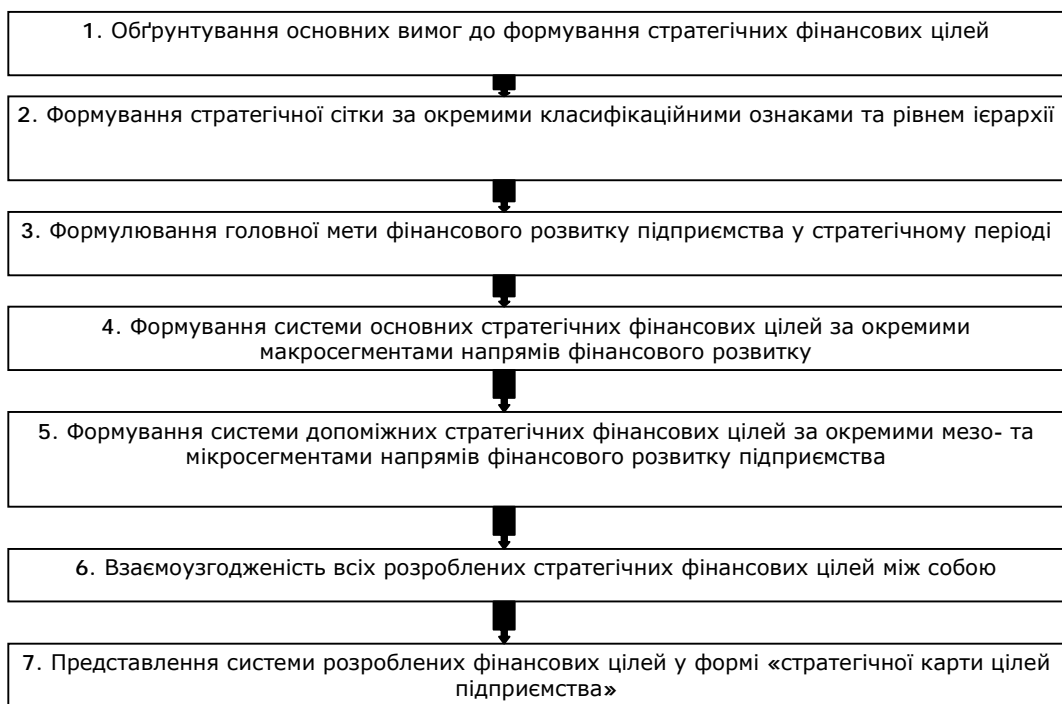 1. Обґрунтування основних вимог до формування стратегічних фінансових цілей
2. Формування стратегічної сітки за окремими класифікаційними ознаками та рівнем ієрархії
3. Формулювання головної мети фінансового розвитку підприємства у стратегічному періоді
4. Формування системи основних стратегічних фінансових цілей за окремими
макросегментами напрямів фінансового розвитку
5. Формування системи допоміжних стратегічних фінансових цілей за окремими мезо- та
мікросегментами напрямів фінансового розвитку підприємства
6. Взаємоузгодженість всіх розроблених стратегічних фінансових цілей між собою
7. Представлення системи розроблених фінансових цілей у формі «стратегічної карти цілей
підприємства»